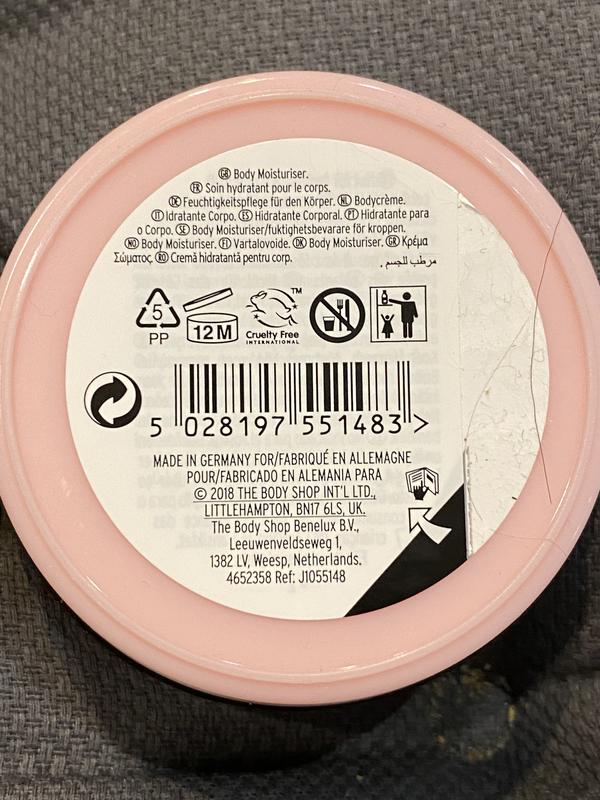 GB Body Moisturiser.
FR Soin hydratant pour le corps.
DE Feuchtigkeitspflege für den Körper. NL Bodycrème.
IT Idratante Corpo. ES Hidratante Corporal. PT Hidratante para
o Corpo. SE Body Moisturiser/fuktighetsbevarare för kroppen.
NO Body Moisturiser. FI Vartalovoide. DK Body Moisturiser. GR Κρέμα
Σώματος. RO Cremă hidratantă pentru corp.
مرطب للجسم.
5
PP
12 M
TM
Cruelty Free
INTERNATIONAL
5 028197 551483 >
MADE IN GERMANY FOR/FABRIQUÉ EN ALLEMAGNE
POUR/FABRICADO EN ALEMANIA PARA
© 2018 THE BODY SHOP INT'L LTD.,
LITTLEHAMPTON, BN17 6LS, UK.
The Body Shop Benelux B.V.,
Leeuwenveldseweg 1,
1382 LV, Weesp, Netherlands.
4652358 Ref: J1055148